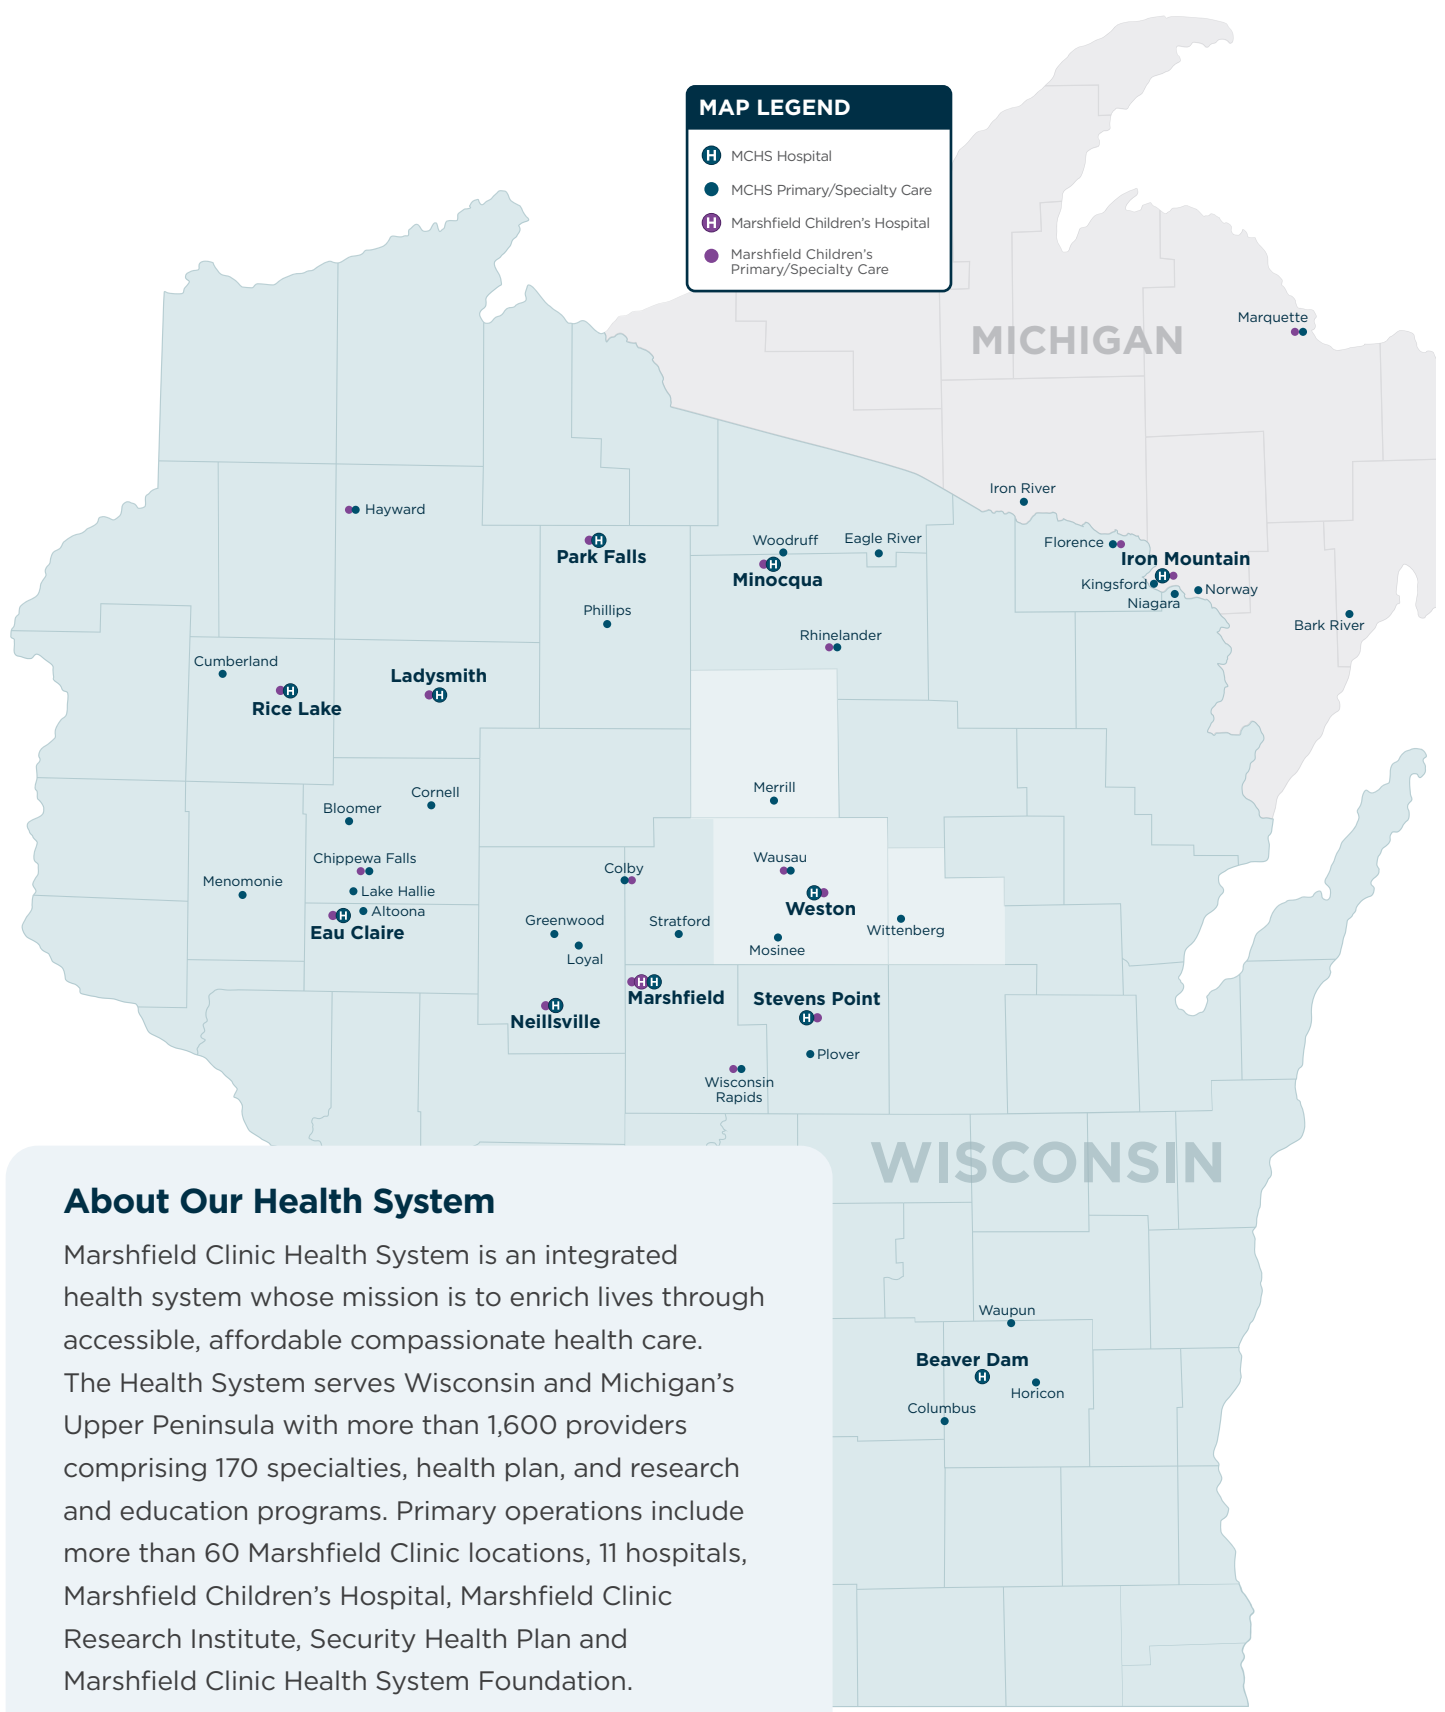 MAP LEGEND
H MCHS Hospital
MCHS Primary/Specialty Care
H Marshfield Children's Hospital
Marshfield Children's
Primary/Specialty Care
MICHIGAN
Marquette
Iron River
Hayward
Park Falls
H
Woodruff
Eagle River
H
Minocqua
Florence
Iron Mountain
H
Kingsford
Norway
Niagara
Phillips
Bark River
Rhinelander
Cumberland
H
Rice Lake
Ladysmith
H
Merrill
Cornell
Bloomer
Chippewa Falls
Lake Hallie
Menomonie
Altoona
H
Eau Claire
Colby
Wausau
H
Weston
Greenwood
Stratford
Wittenberg
Mosinee
Loyal
H H
Marshfield
Stevens Point
H
H
Neillsville
Plover
Wisconsin
Rapids
WISCONSIN
Waupun
Beaver Dam
H
Horicon
Columbus
About Our Health System
Marshfield Clinic Health System is an integrated
health system whose mission is to enrich lives through
accessible, affordable compassionate health care.
The Health System serves Wisconsin and Michigan's
Upper Peninsula with more than 1,600 providers
comprising 170 specialties, health plan, and research
and education programs. Primary operations include
more than 60 Marshfield Clinic locations, 11 hospitals,
Marshfield Children's Hospital, Marshfield Clinic
Research Institute, Security Health Plan and
Marshfield Clinic Health System Foundation.